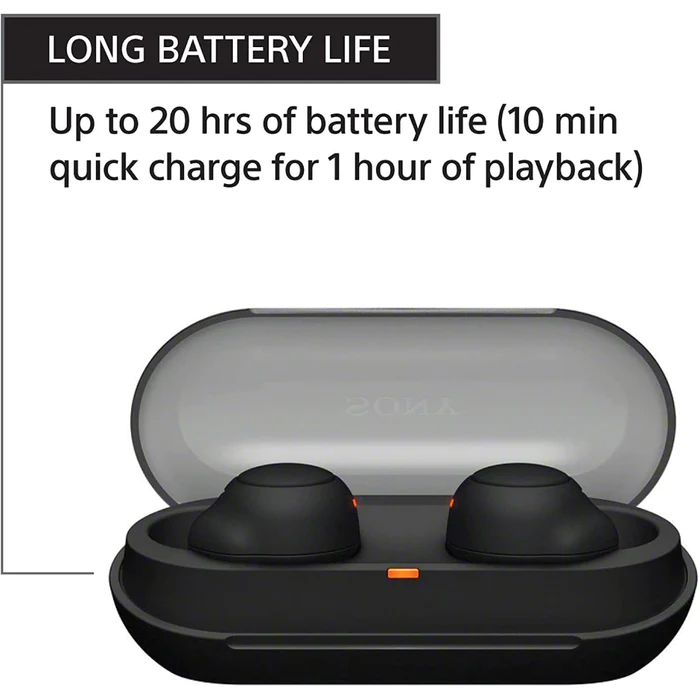 LONG BATTERY LIFE
Up to 20 hrs of battery life (10 min
quick charge for 1 hour of playback)
SONY